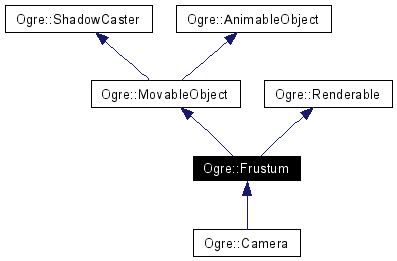 Ogre::ShadowCaster
Ogre::AnimableObject
Ogre::MovableObject
Ogre::Renderable
Ogre::Frustum
Ogre::Camera